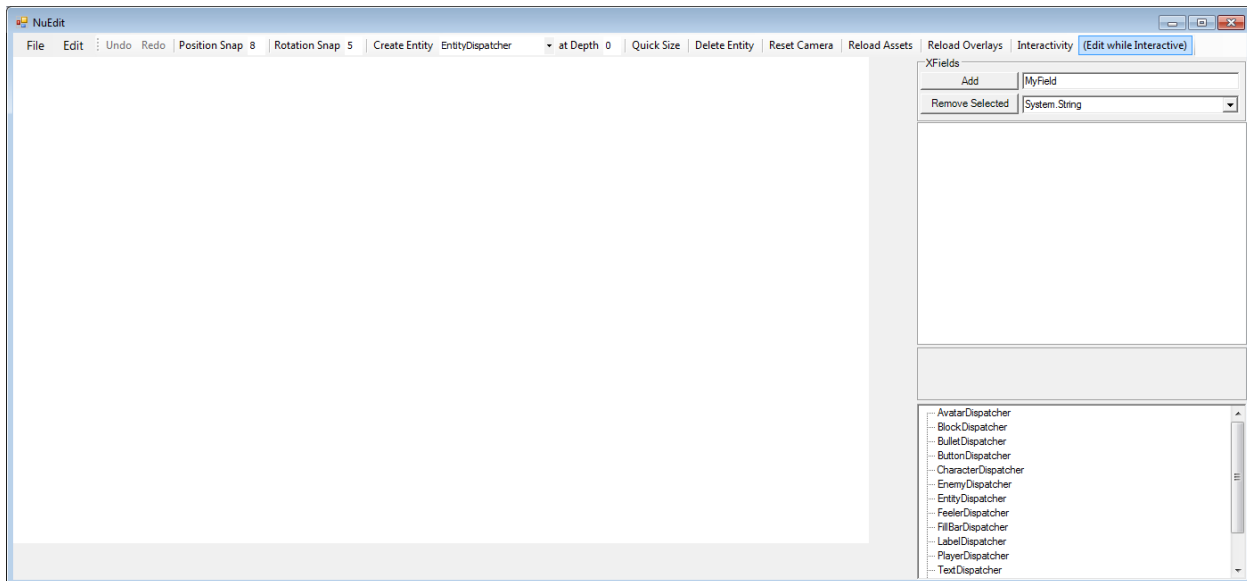 NuEdit
File Edit Undo Redo Position Snap 8 Rotation Snap 5 Create Entity EntityDispatcher at Depth 0 Quick Size Delete Entity Reset Camera Reload Assets Reload Overlays Interactivity (Edit while Interactive)
XFields
Add MyField
Remove Selected System.String
AvatarDispatcher
BlockDispatcher
BulletDispatcher
ButtonDispatcher
CharacterDispatcher
EnemyDispatcher
EntityDispatcher
FeelerDispatcher
FillBarDispatcher
LabelDispatcher
PlayerDispatcher
TextDispatcher